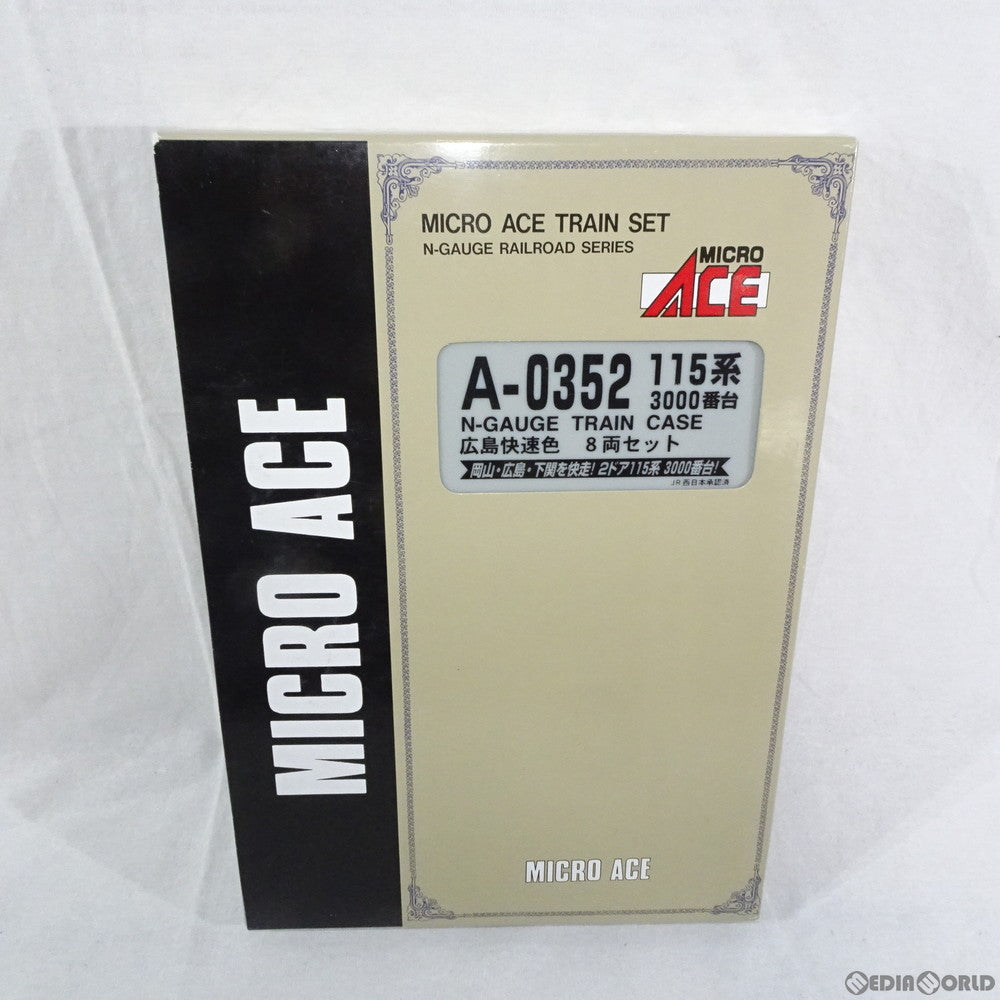 MICRO ACE
MICRO ACE TRAIN SET
N-GAUGE RAILROAD SERIES
MICRO
ACE
A-0352 115系
3000番台
N-GAUGE TRAIN CASE
広島快速色 8両セット
岡山・広島・下関を快走!2ドア115系 3000番台!
JR西日本承認済
MICRO ACE
MEDIAWORLD